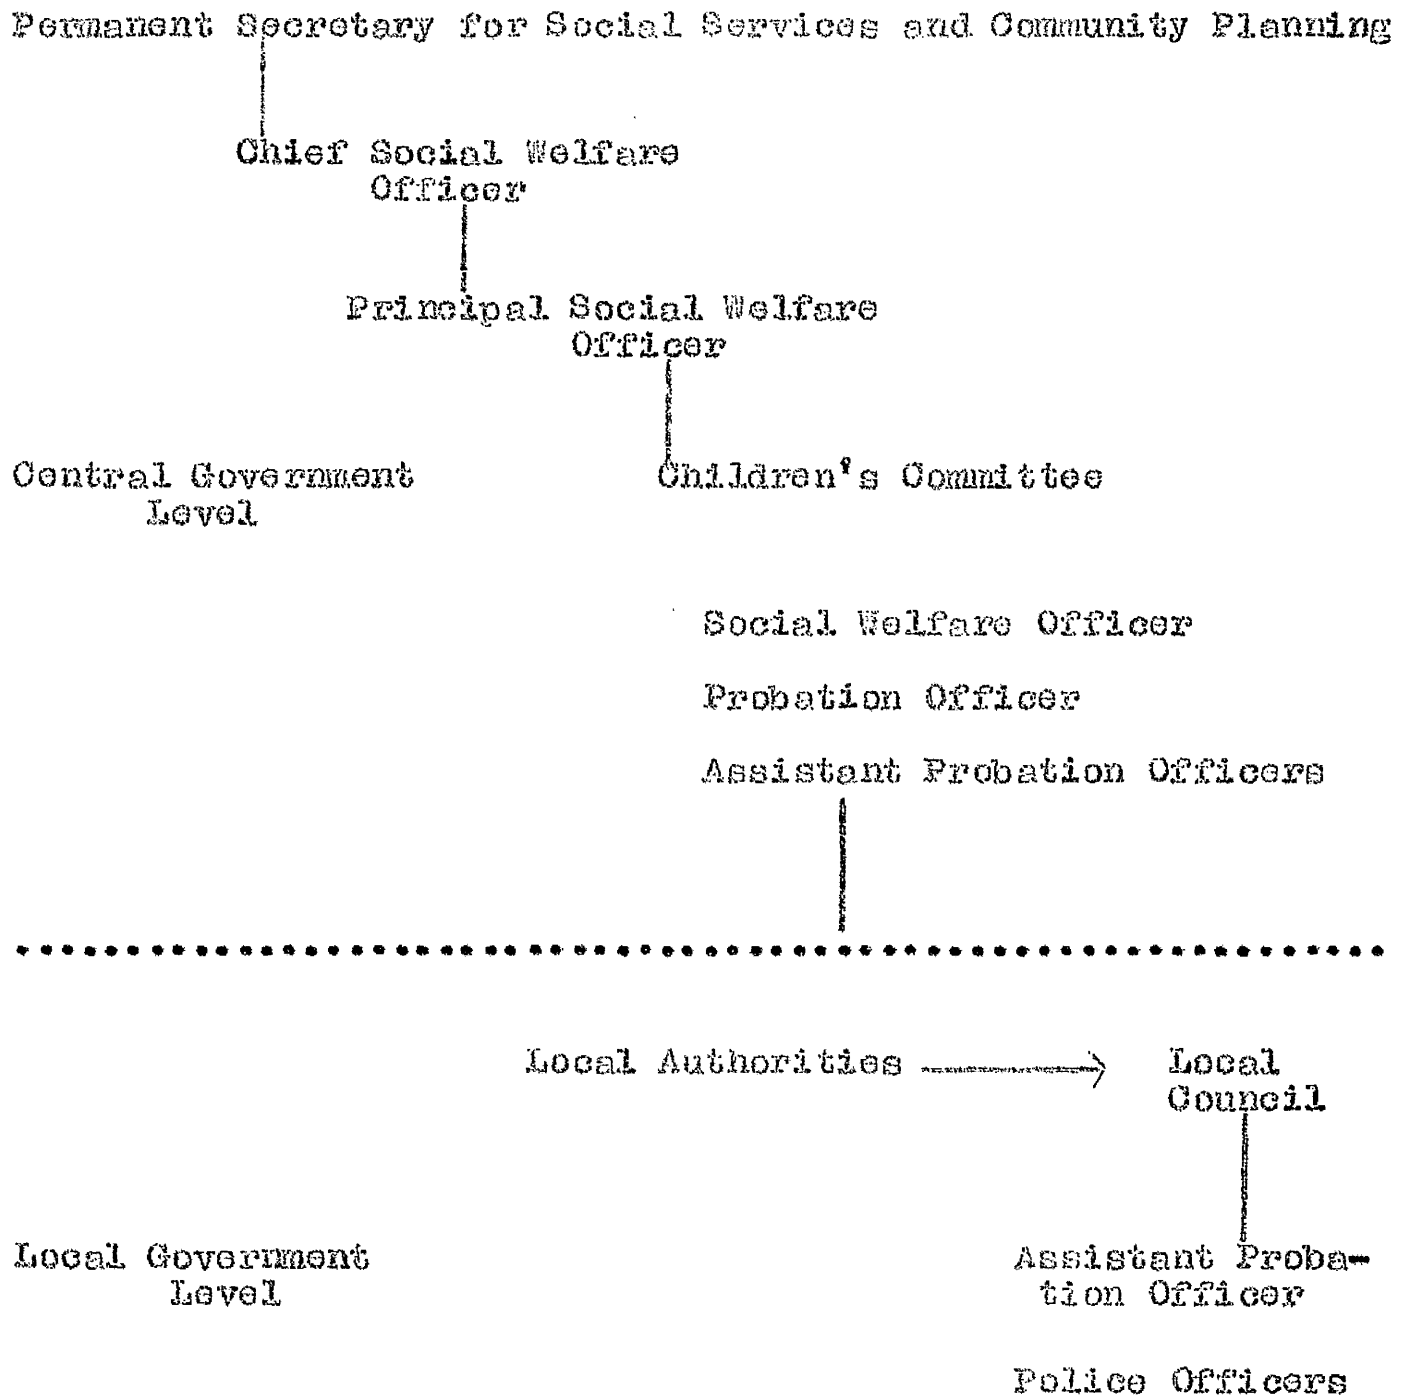 Permanent Secretary for Social Services and Community Planning
Chief Social Welfare
Officer
Principal Social Welfare
Officer
Central Government
Level
Children's Committee
Social Welfare Officer
Probation Officer
Assistant Probation Officers
Local Authorities
Local
Council
Local Government
Level
Assistant Proba-
tion Officer
Police Officers